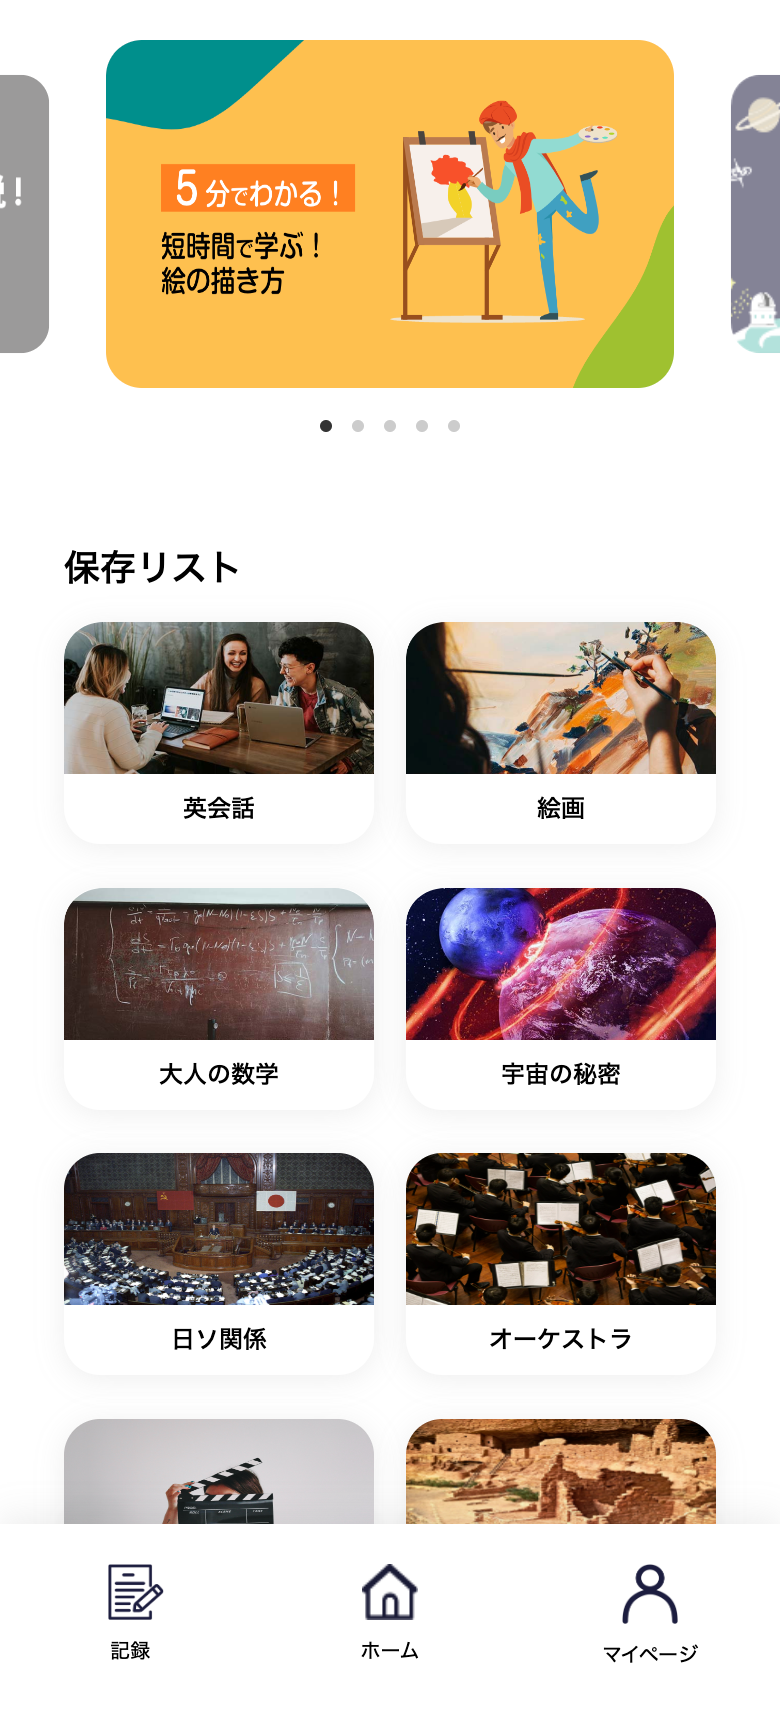 5分でわかる！
短時間で学ぶ！
絵の描き方
保存リスト
英会話
絵画
大人の数学
宇宙の秘密
日ソ関係
オーケストラ
記録
ホーム
マイページ